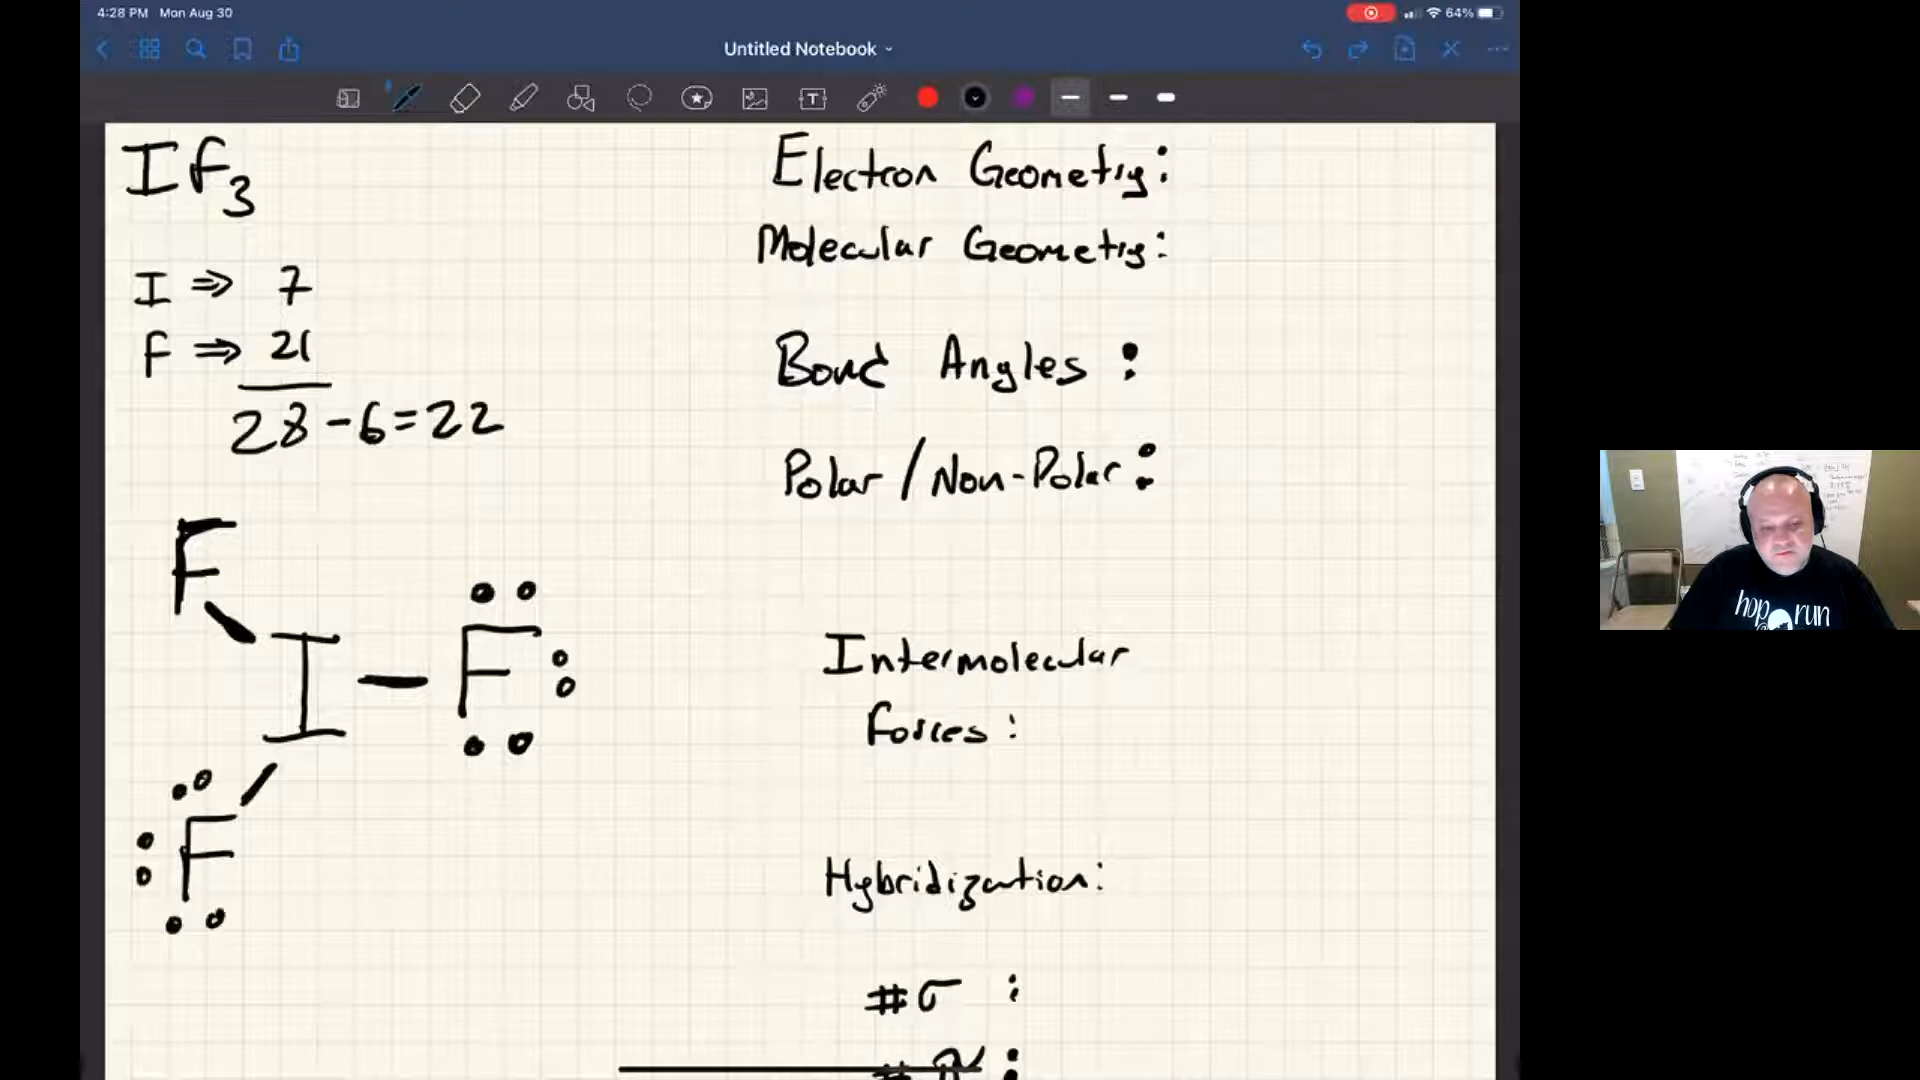 4:28 PM Mon Aug 30
64%
Untitled Notebook
T
IF3
I ⇒ 7
F ⇒ 21
28-6=22
F
I - F
F
Electron Geometry:
Molecular Geometry:
Bond Angles:
Polar/Non-Polar:
Intermolecular
Forces:
Hybridization:
#σ :
#π :
hop run